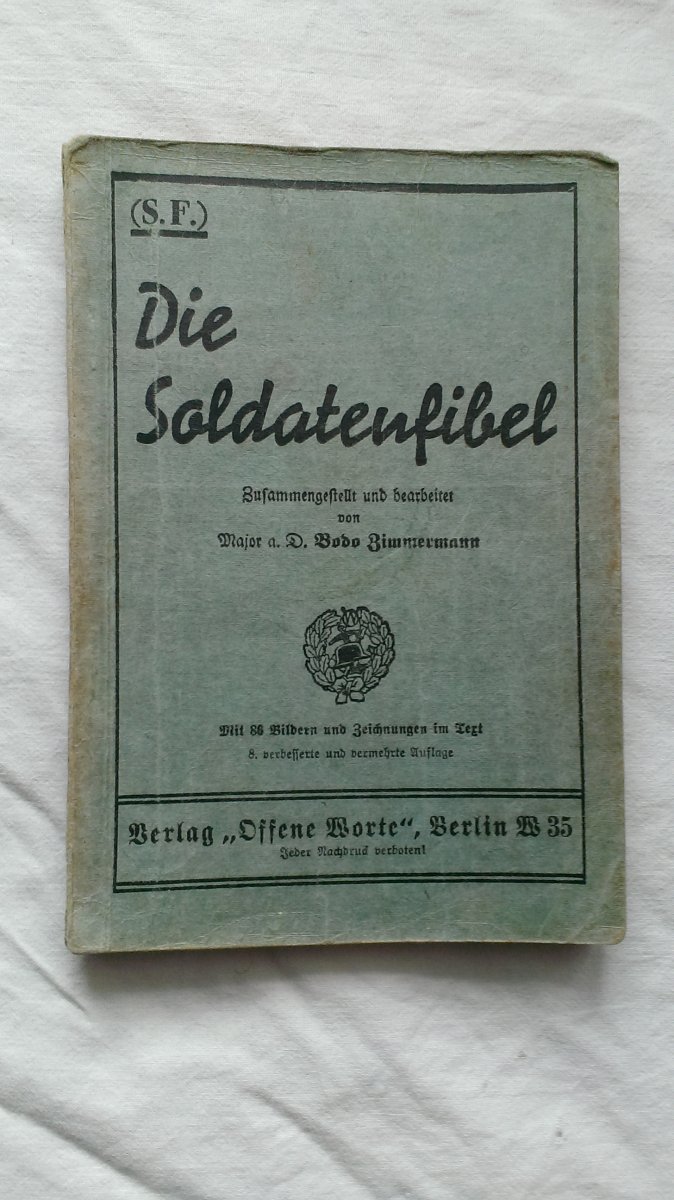 (S. F.)
Die
Soldatenfibel
Zusammengestellt und bearbeitet
von
Major a. D. Bodo Zimmermann
Mit 86 Bildern und Zeichnungen im Text
8. verbesserte und vermehrte Auflage
Verlag „Offene Worte“, Berlin W 35
Jeder Nachdruck verboten!